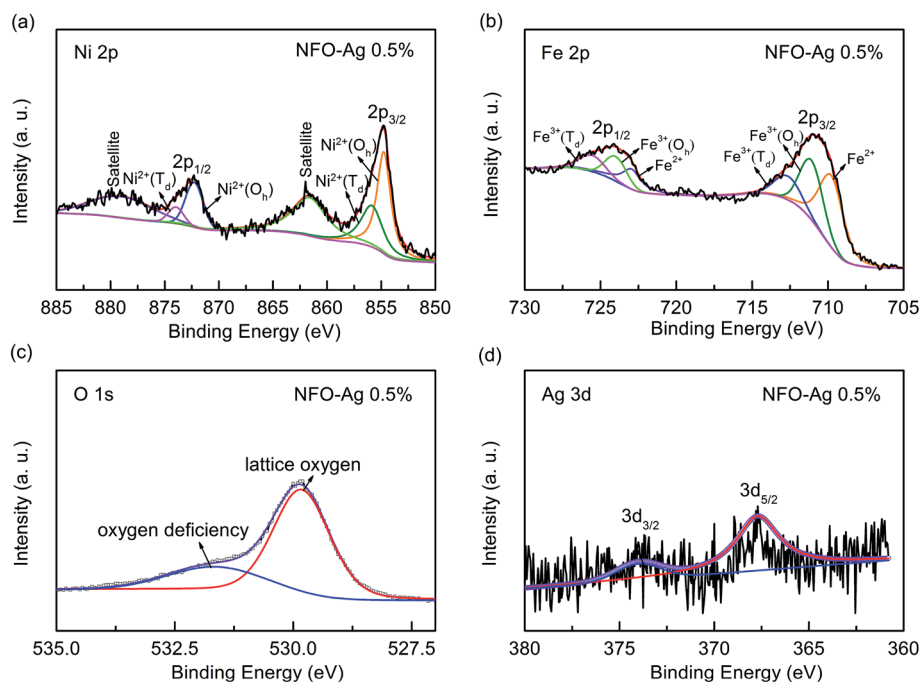 (a)
Ni 2p
NFO-Ag 0.5%
2p3/2
Ni2+(Oh)
Satellite
Ni2+(Td)
2p1/2
Satellite
Ni2+(Td)
Ni2+(Oh)
Intensity (a. u.)
885 880 875 870 865 860 855 850
Binding Energy (eV)
(b)
Fe 2p
NFO-Ag 0.5%
Fe3+(Td)
2p1/2
Fe3+(Oh)
Fe2+
2p3/2
Fe3+(Oh)
Fe3+(Td)
Fe2+
Intensity (a. u.)
730 725 720 715 710 705
Binding Energy (eV)
(c)
O 1s
NFO-Ag 0.5%
lattice oxygen
oxygen deficiency
Intensity (a. u.)
535.0 532.5 530.0 527.5
Binding Energy (eV)
(d)
Ag 3d
NFO-Ag 0.5%
3d5/2
3d3/2
Intensity (a. u.)
380 375 370 365 360
Binding Energy (eV)